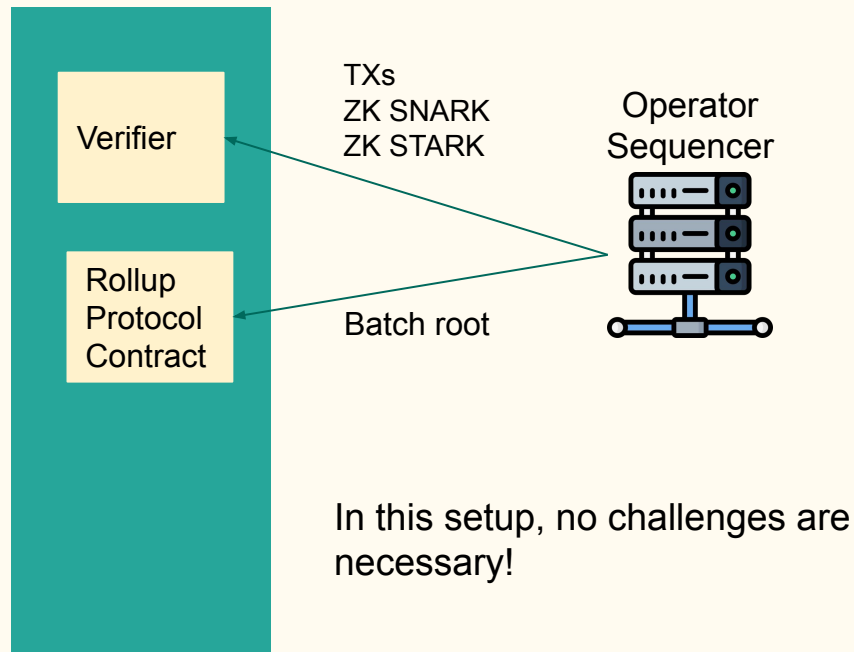 Verifier
TXs
ZK SNARK
ZK STARK
Operator
Sequencer
Rollup
Protocol
Contract
Batch root
In this setup, no challenges are
necessary!